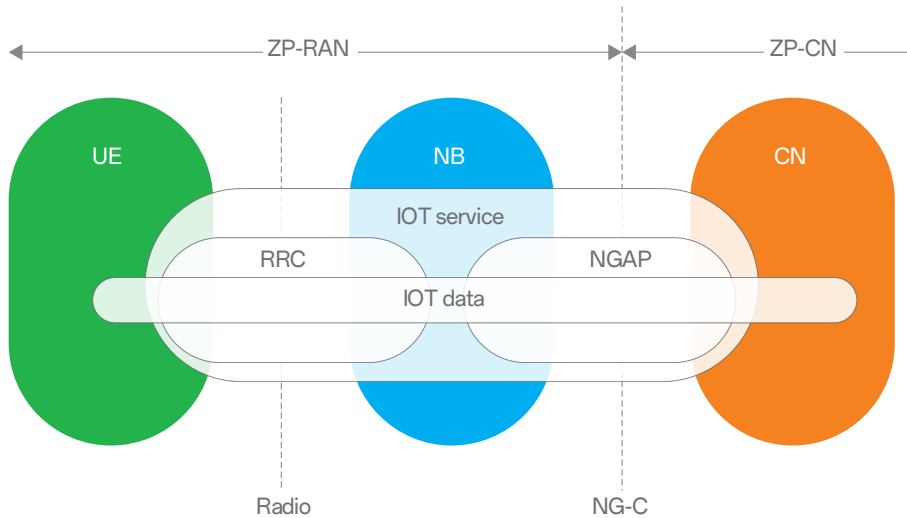 ZP-RAN
ZP-CN
UE
NB
CN
IOT service
RRC
NGAP
IOT data
Radio
NG-C